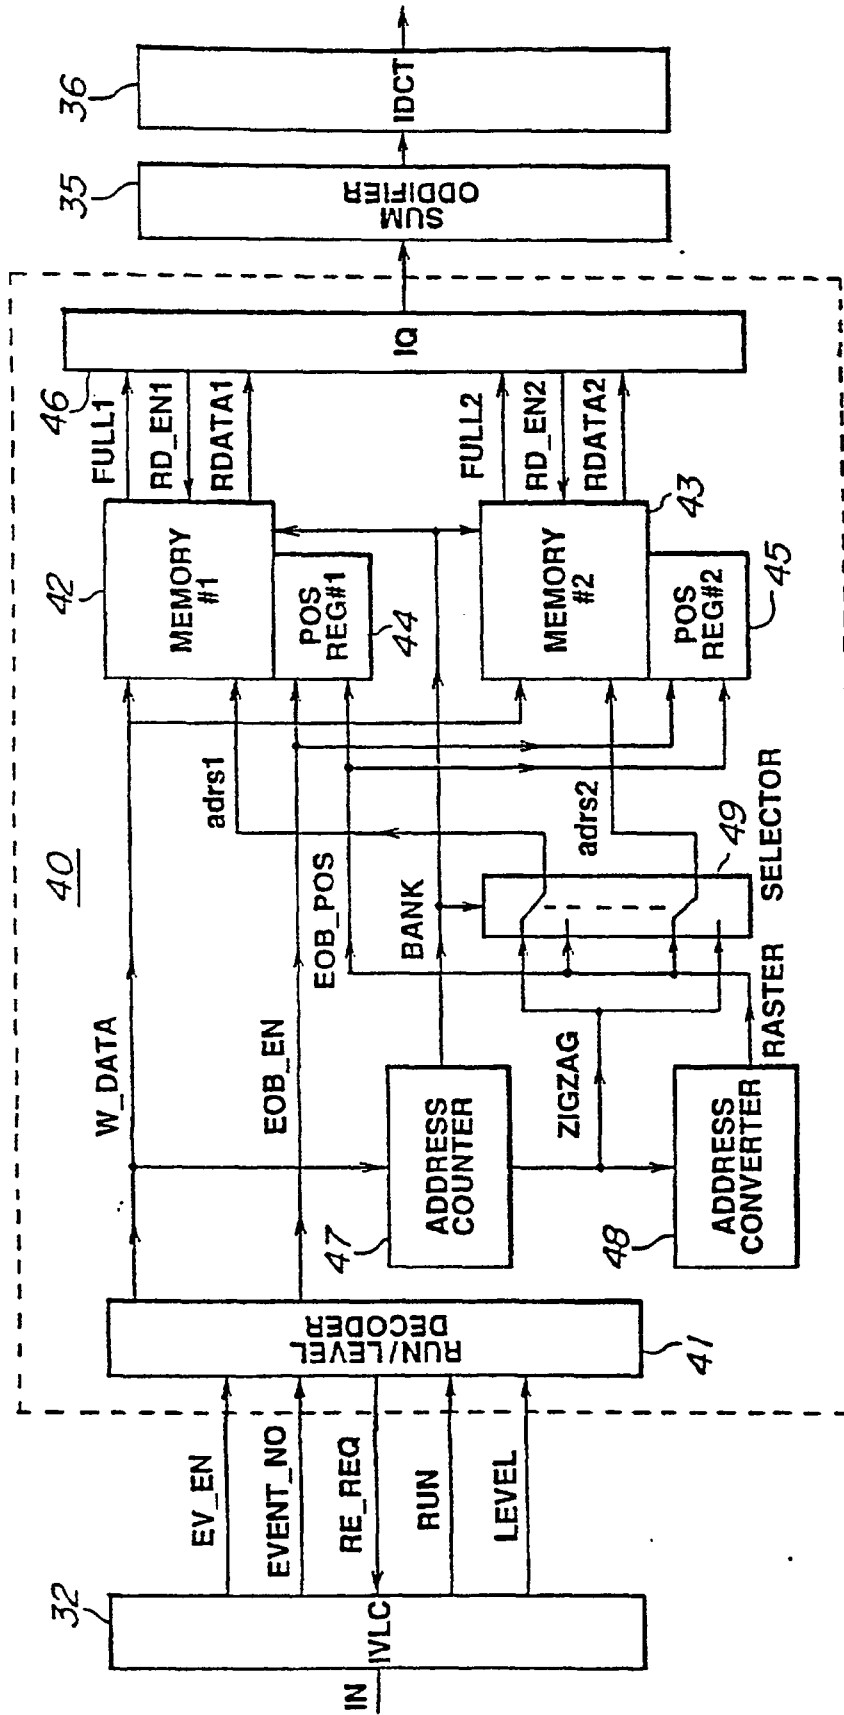 40
IN
IVLC
32
EV_EN
EVENT_NO
RE_REQ
RUN
LEVEL
RUN/LEVEL
DECODER
41
W_DATA
EOB_EN
EOB_POS
BANK
ADDRESS
COUNTER
47
ZIGZAG
ADDRESS
CONVERTER
48
RASTER
SELECTOR
49
adrs1
adrs2
MEMORY
#1
42
POS
REG#1
44
MEMORY
#2
43
POS
REG#2
45
FULL1
RD_EN1
RDATA1
FULL2
RD_EN2
RDATA2
IQ
46
SUM
ODDIFIER
35
IDCT
36